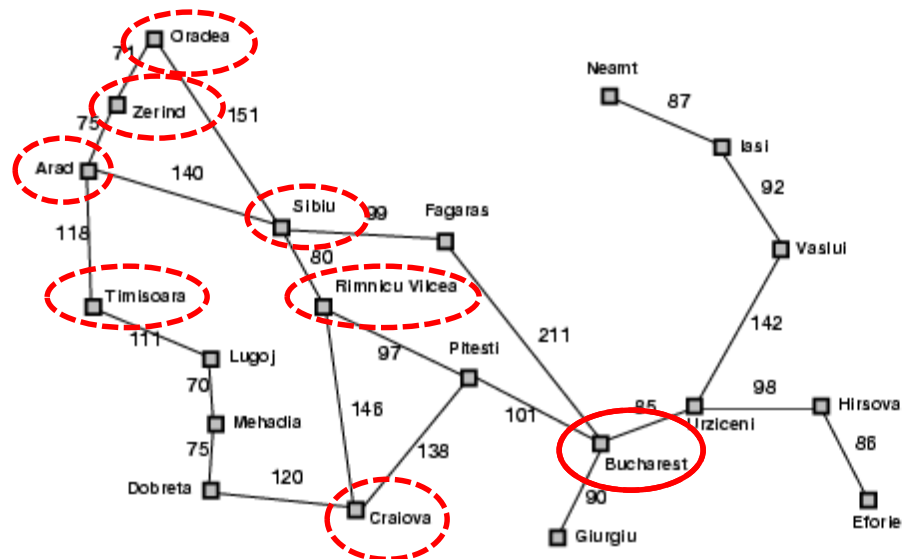 Oradea
71
Neamt
87
Zerind
151
75
Iasi
Arad
140
92
Sibiu
99
Fagaras
118
80
Vaslui
Timisoara
Rimnicu Vilcea
111
142
211
Lugoj
97
Pitesti
70
98
Hirsova
146
101
85
Urziceni
Mehadia
75
138
86
Bucharest
Dobreta
120
90
Craiova
Eforie
Giurgiu